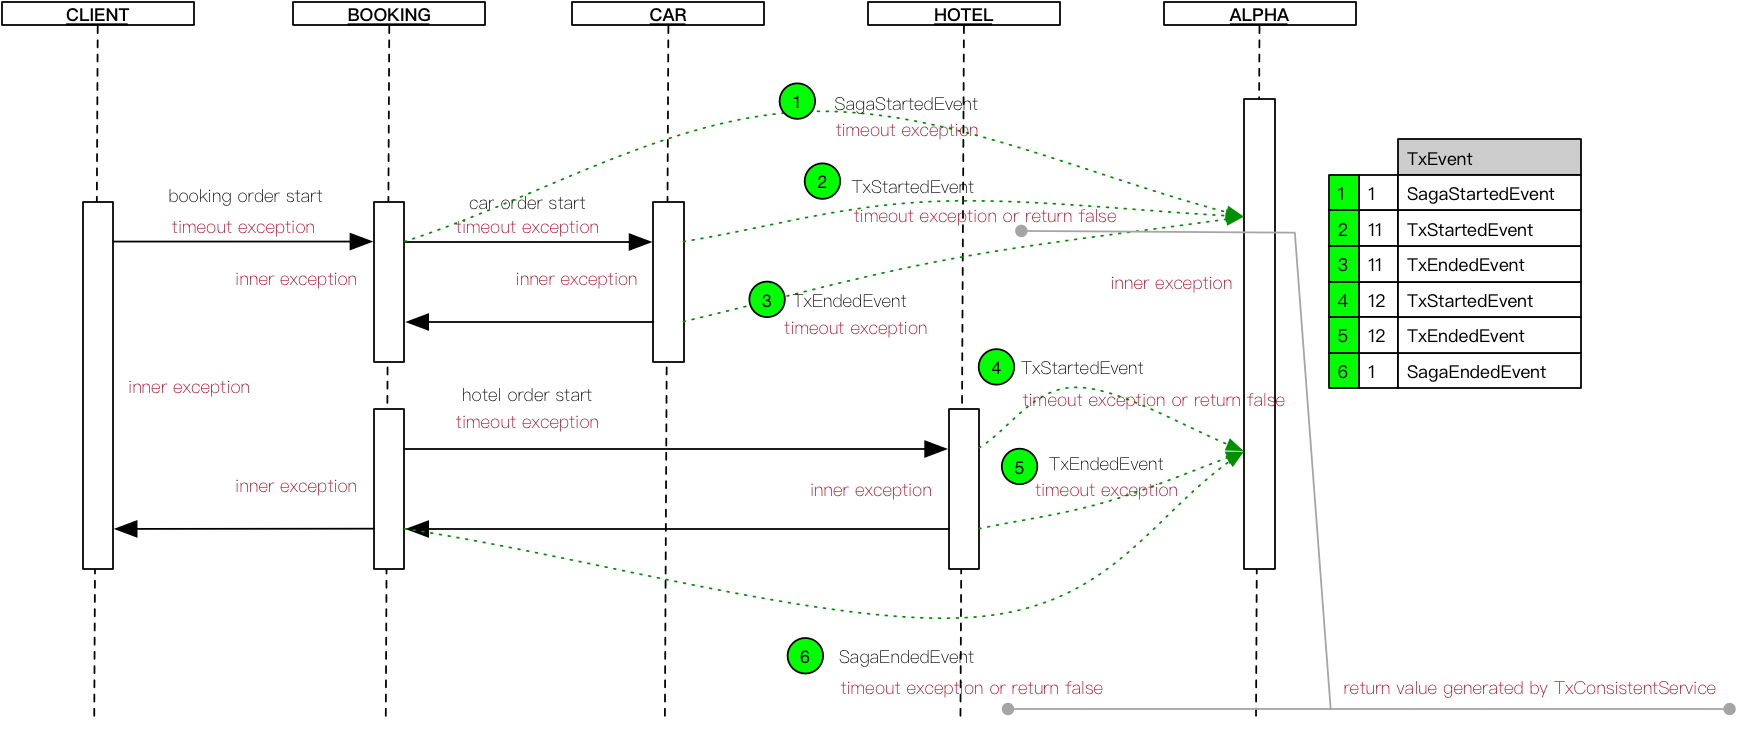 CLIENT
BOOKING
CAR
HOTEL
ALPHA
1
SagaStartedEvent
timeout exception
2
TxStartedEvent
timeout exception or return false
booking order start
timeout exception
car order start
timeout exception
inner exception
inner exception
inner exception
3
TxEndedEvent
timeout exception
4
TxStartedEvent
timeout exception or return false
inner exception
hotel order start
timeout exception
5
TxEndedEvent
timeout exception
inner exception
inner exception
6
SagaEndedEvent
timeout exception or return false
return value generated by TxConsistentService
TxEvent
1 1 SagaStartedEvent
2 11 TxStartedEvent
3 11 TxEndedEvent
4 12 TxStartedEvent
5 12 TxEndedEvent
6 1 SagaEndedEvent